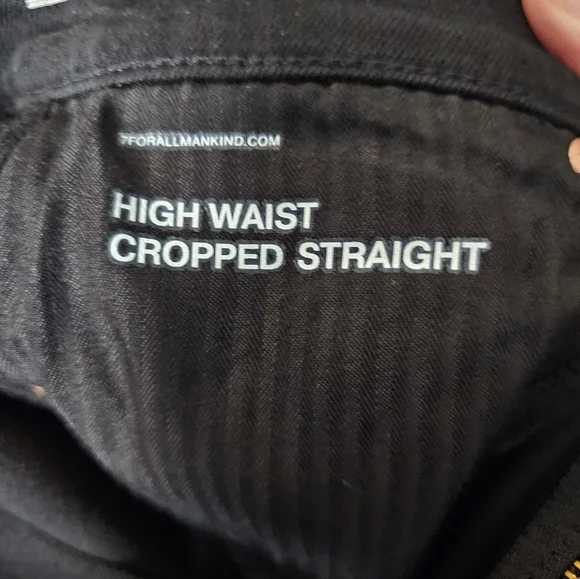 7FORALLMANKIND.COM
HIGH WAIST
CROPPED STRAIGHT